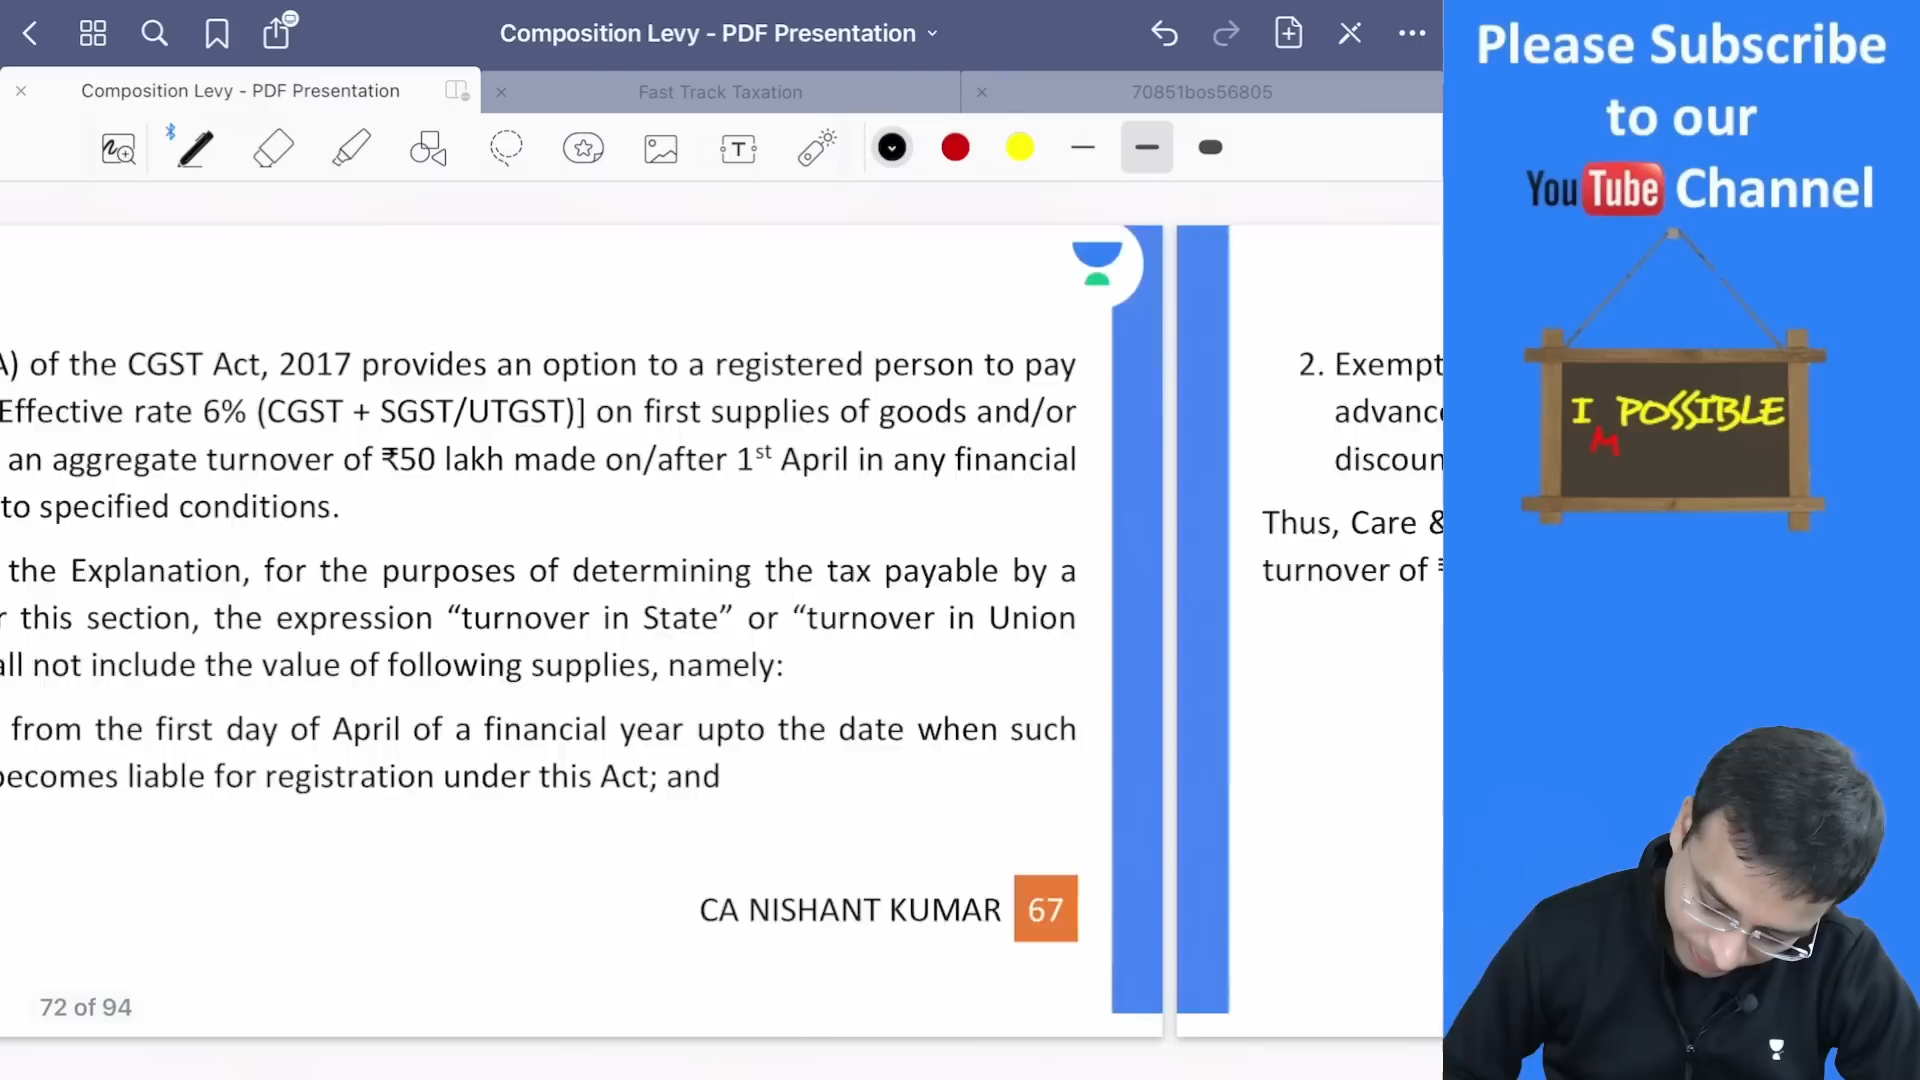 Composition Levy - PDF Presentation
Composition Levy - PDF Presentation
Fast Track Taxation
70851bos56805
T
A) of the CGST Act, 2017 provides an option to a registered person to pay
Effective rate 6% (CGST + SGST/UTGST)] on first supplies of goods and/or
an aggregate turnover of ₹50 lakh made on/after 1st April in any financial
to specified conditions.
the Explanation, for the purposes of determining the tax payable by a
r this section, the expression “turnover in State” or “turnover in Union
all not include the value of following supplies, namely:
from the first day of April of a financial year upto the date when such
becomes liable for registration under this Act; and
CA NISHANT KUMAR 67
72 of 94
2. Exempt
advance
discoun
Thus, Care &
turnover of ₹
Please Subscribe
to our
YouTube Channel
I POSSIBLE
M